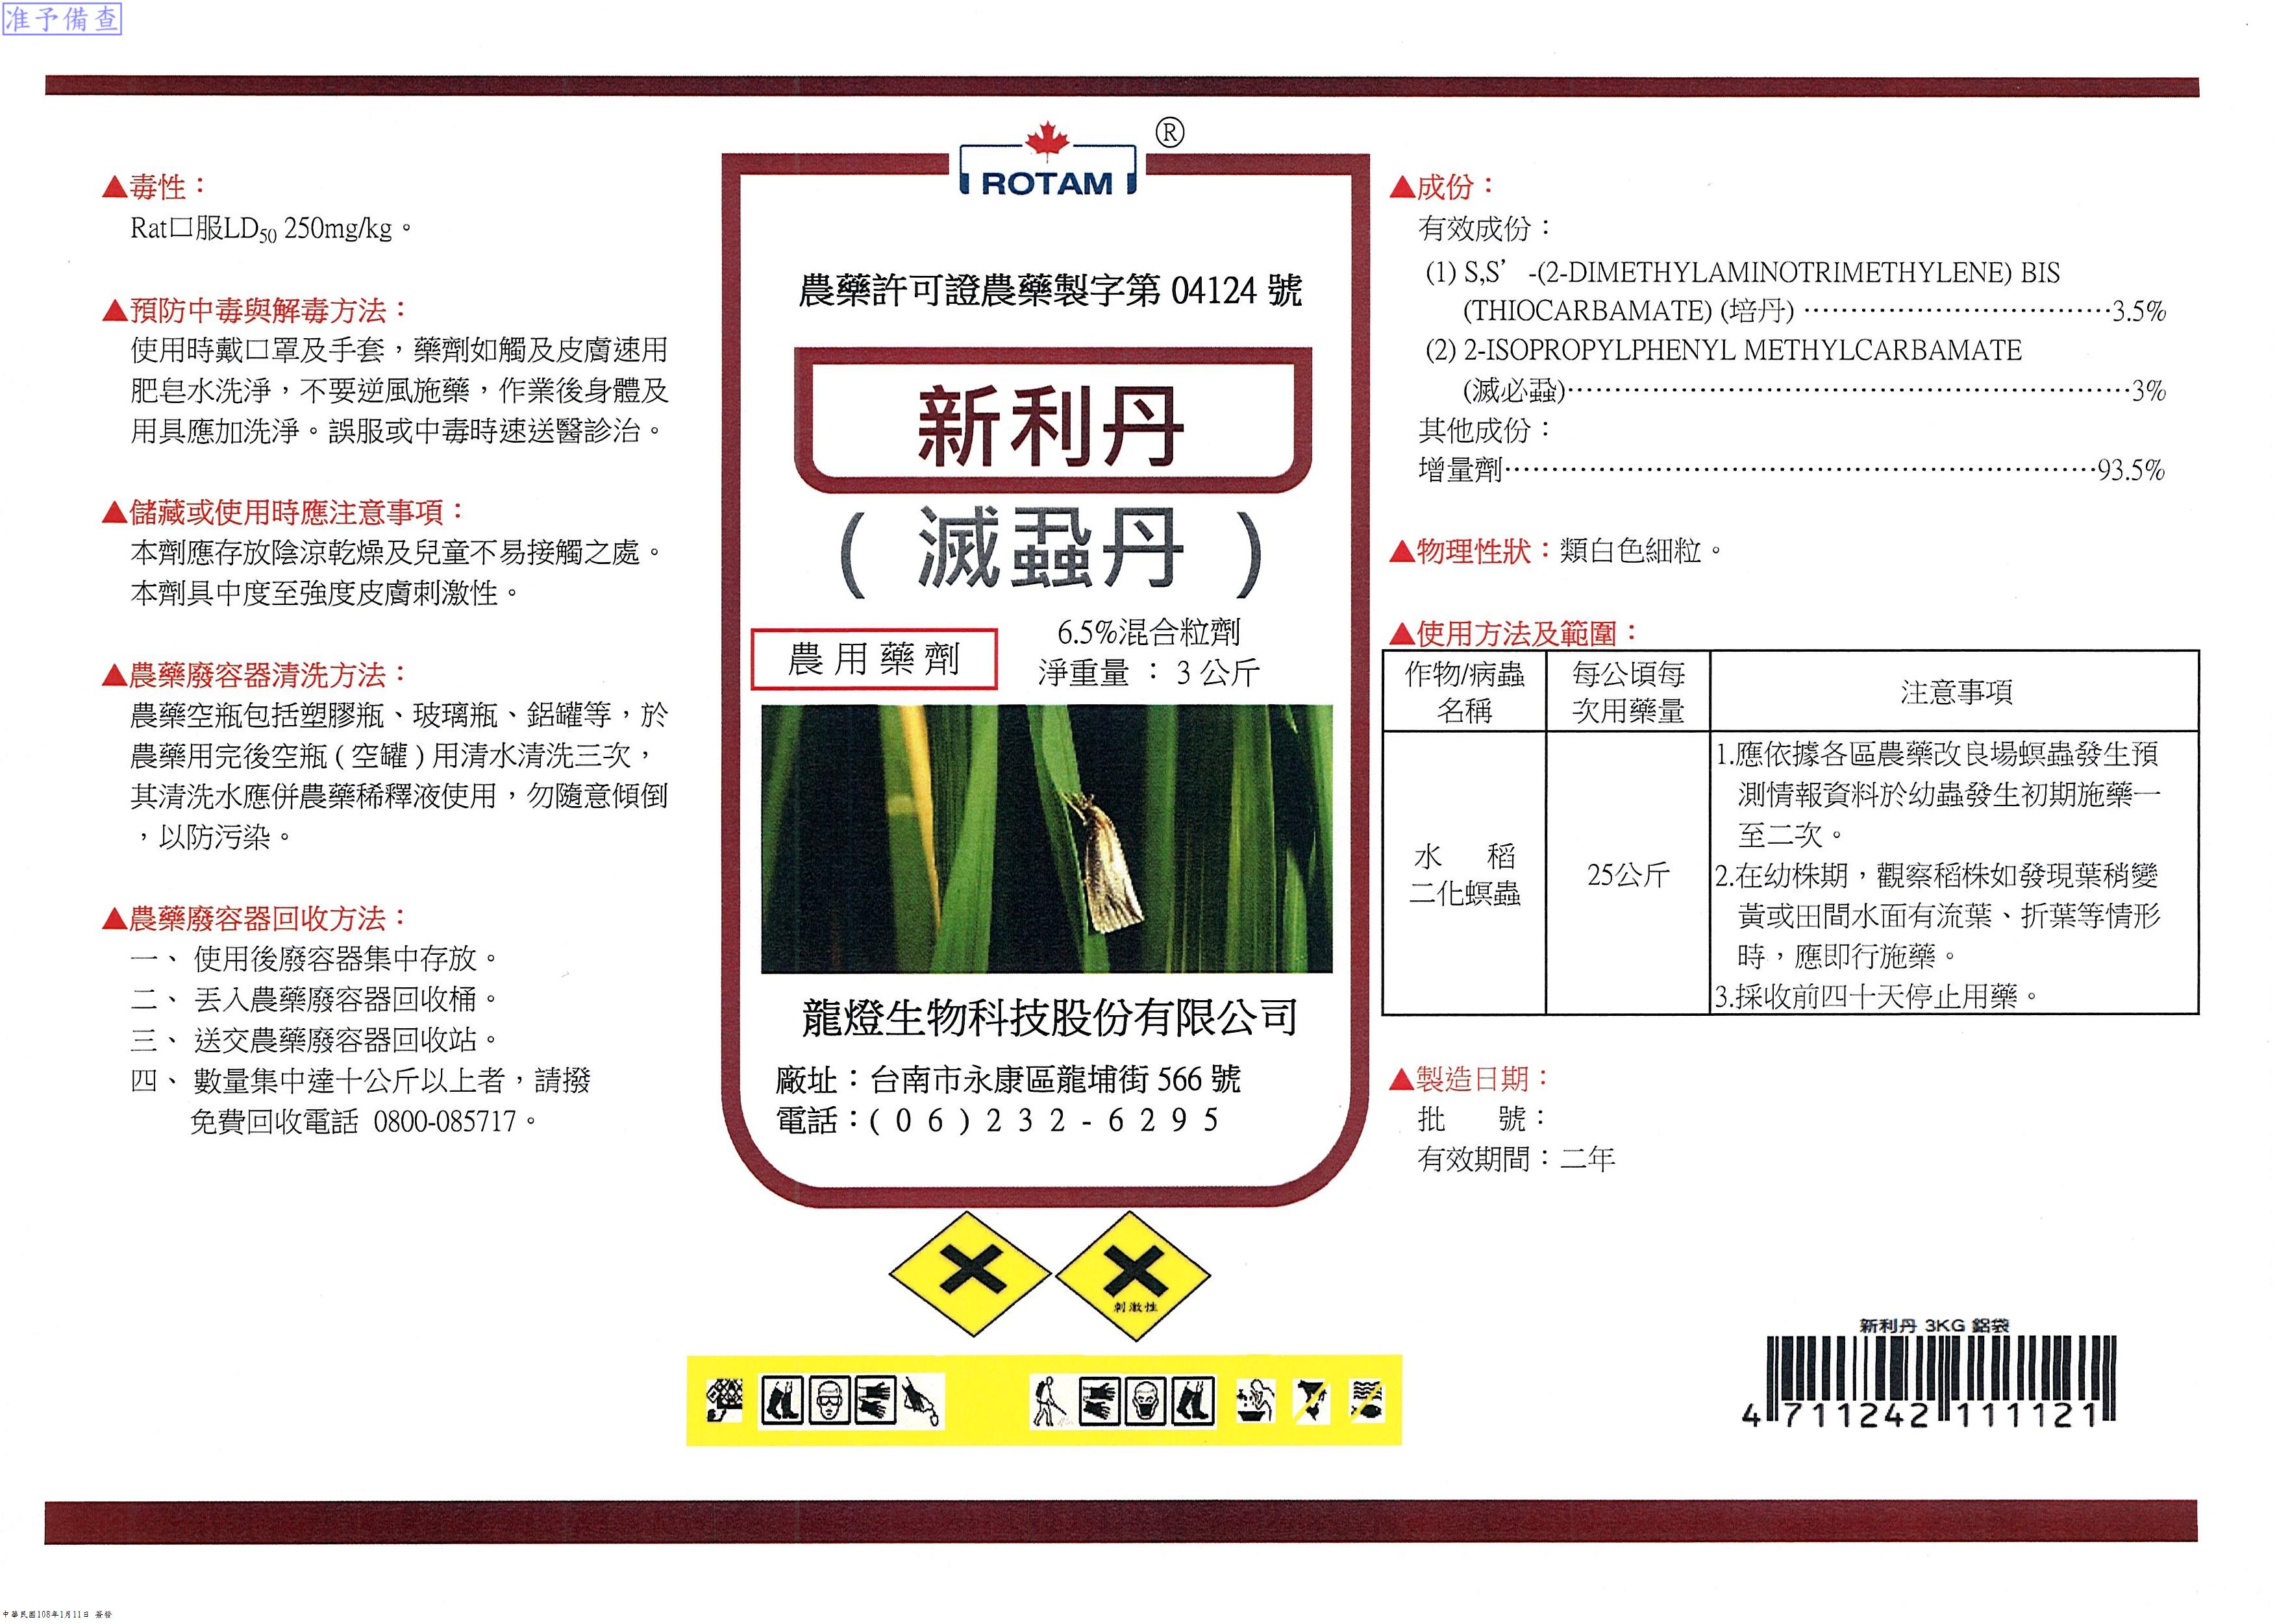 准予備查
▲毒性：
Rat口服LD50 250mg/kg。
▲預防中毒與解毒方法：
使用時戴口罩及手套，藥劑如觸及皮膚速用
肥皂水洗淨，不要逆風施藥，作業後身體及
用具應加洗淨。誤服或中毒時速送醫診治。
▲儲藏或使用時應注意事項：
本劑應存放陰涼乾燥及兒童不易接觸之處。
本劑具中度至強度皮膚刺激性。
▲農藥廢容器清洗方法：
農藥空瓶包括塑膠瓶、玻璃瓶、鋁罐等，於
農藥用完後空瓶(空罐)用清水清洗三次，
其清洗水應併農藥稀釋液使用，勿隨意傾倒
，以防污染。
▲農藥廢容器回收方法：
一、 使用後廢容器集中存放。
二、 丟入農藥廢容器回收桶。
三、 送交農藥廢容器回收站。
四、 數量集中達十公斤以上者，請撥
免費回收電話 0800-085717。
®
ROTAM
農藥許可證農藥製字第 04124 號
新利丹
(滅蝨丹)
農用藥劑
6.5%混合粒劑
淨重量：3公斤
龍燈生物科技股份有限公司
廠址：台南市永康區龍埔街 566 號
電話：(06)232-6295
刺激性
▲成份：
有效成份：
(1) S,S’-(2-DIMETHYLAMINOTRIMETHYLENE) BIS
(THIOCARBAMATE) (培丹)……………………………3.5%
(2) 2-ISOPROPYLPHENYL METHYLCARBAMATE
(滅必蝨)……………………………………………………3%
其他成份：
增量劑………………………………………………………93.5%
▲物理性狀：類白色細粒。
▲使用方法及範圍：
作物/病蟲
名稱
每公頃每
次用藥量
注意事項
水 稻
二化螟蟲
25公斤
1.應依據各區農藥改良場螟蟲發生預
測情報資料於幼蟲發生初期施藥一
至二次。
2.在幼株期，觀察稻株如發現葉稍變
黃或田間水面有流葉、折葉等情形
時，應即行施藥。
3.採收前四十天停止用藥。
▲製造日期：
批 號：
有效期間：二年
新利丹 3KG 鋁袋
4 711242 111121
中華民國108年1月11日 簽發